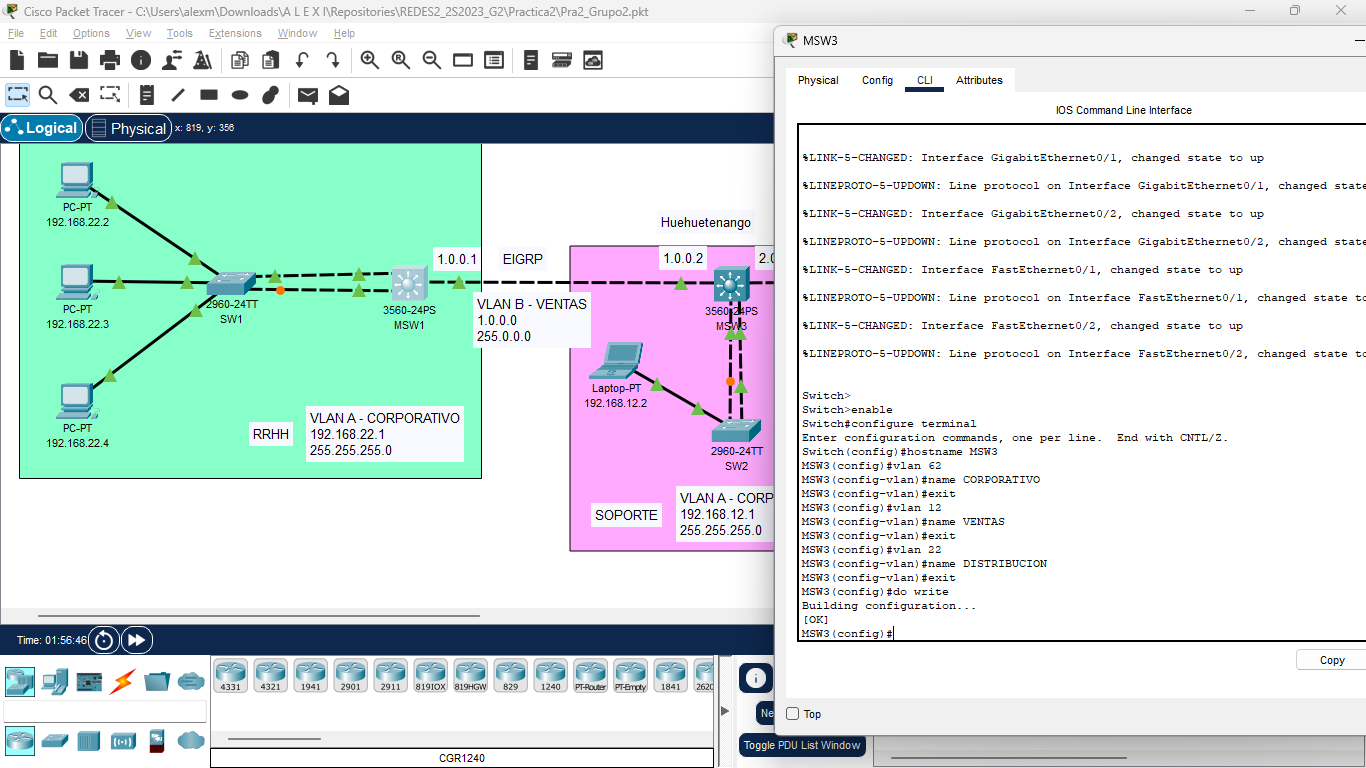 Cisco Packet Tracer - C:\Users\alexm\Downloads\A L E X I\Repositories\REDES2_2S2023_G2\Practica2\Pra2_Grupo2.pkt
File Edit Options View Tools Extensions Window Help
Logical Physical x: 819, y: 356
PC-PT
192.168.22.2
PC-PT
192.168.22.3
PC-PT
192.168.22.4
2960-24TT
SW1
3560-24PS
MSW1
1.0.0.1
EIGRP
VLAN B - VENTAS
1.0.0.0
255.0.0.0
RRHH
VLAN A - CORPORATIVO
192.168.22.1
255.255.255.0
Huehuetenango
1.0.0.2
2.0
3560-24PS
MSW3
Laptop-PT
192.168.12.2
2960-24TT
SW2
SOPORTE
VLAN A - CORP
192.168.12.1
255.255.255.0
Time: 01:56:46
4331 4321 1941 2901 2911 819IOX 819HGW 829 1240 PT-Router PT-Empty 1841 2620
CGR1240
Ne
Toggle PDU List Window
MSW3
Physical Config CLI Attributes
IOS Command Line Interface
%LINK-5-CHANGED: Interface GigabitEthernet0/1, changed state to up
%LINEPROTO-5-UPDOWN: Line protocol on Interface GigabitEthernet0/1, changed state
%LINK-5-CHANGED: Interface GigabitEthernet0/2, changed state to up
%LINEPROTO-5-UPDOWN: Line protocol on Interface GigabitEthernet0/2, changed state
%LINK-5-CHANGED: Interface FastEthernet0/1, changed state to up
%LINEPROTO-5-UPDOWN: Line protocol on Interface FastEthernet0/1, changed state to
%LINK-5-CHANGED: Interface FastEthernet0/2, changed state to up
%LINEPROTO-5-UPDOWN: Line protocol on Interface FastEthernet0/2, changed state to
Switch>
Switch>enable
Switch#configure terminal
Enter configuration commands, one per line.  End with CNTL/Z.
Switch(config)#hostname MSW3
MSW3(config)#vlan 62
MSW3(config-vlan)#name CORPORATIVO
MSW3(config-vlan)#exit
MSW3(config)#vlan 12
MSW3(config-vlan)#name VENTAS
MSW3(config-vlan)#exit
MSW3(config)#vlan 22
MSW3(config-vlan)#name DISTRIBUCION
MSW3(config-vlan)#exit
MSW3(config)#do write
Building configuration...
[OK]
MSW3(config)#
Copy
Top